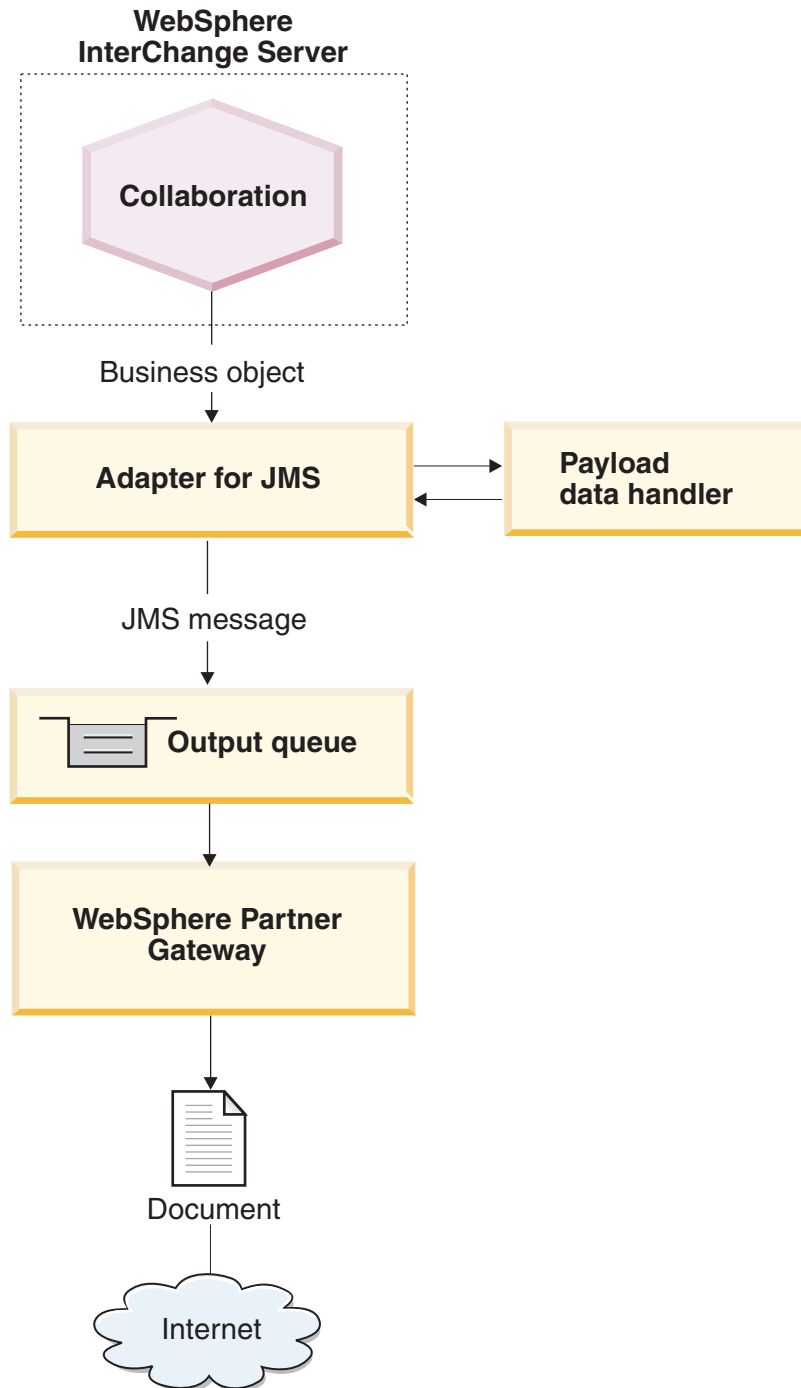 WebSphere
InterChange Server
Collaboration
Business object
Adapter for JMS
Payload
data handler
JMS message
Output queue
WebSphere Partner
Gateway
Document
Internet